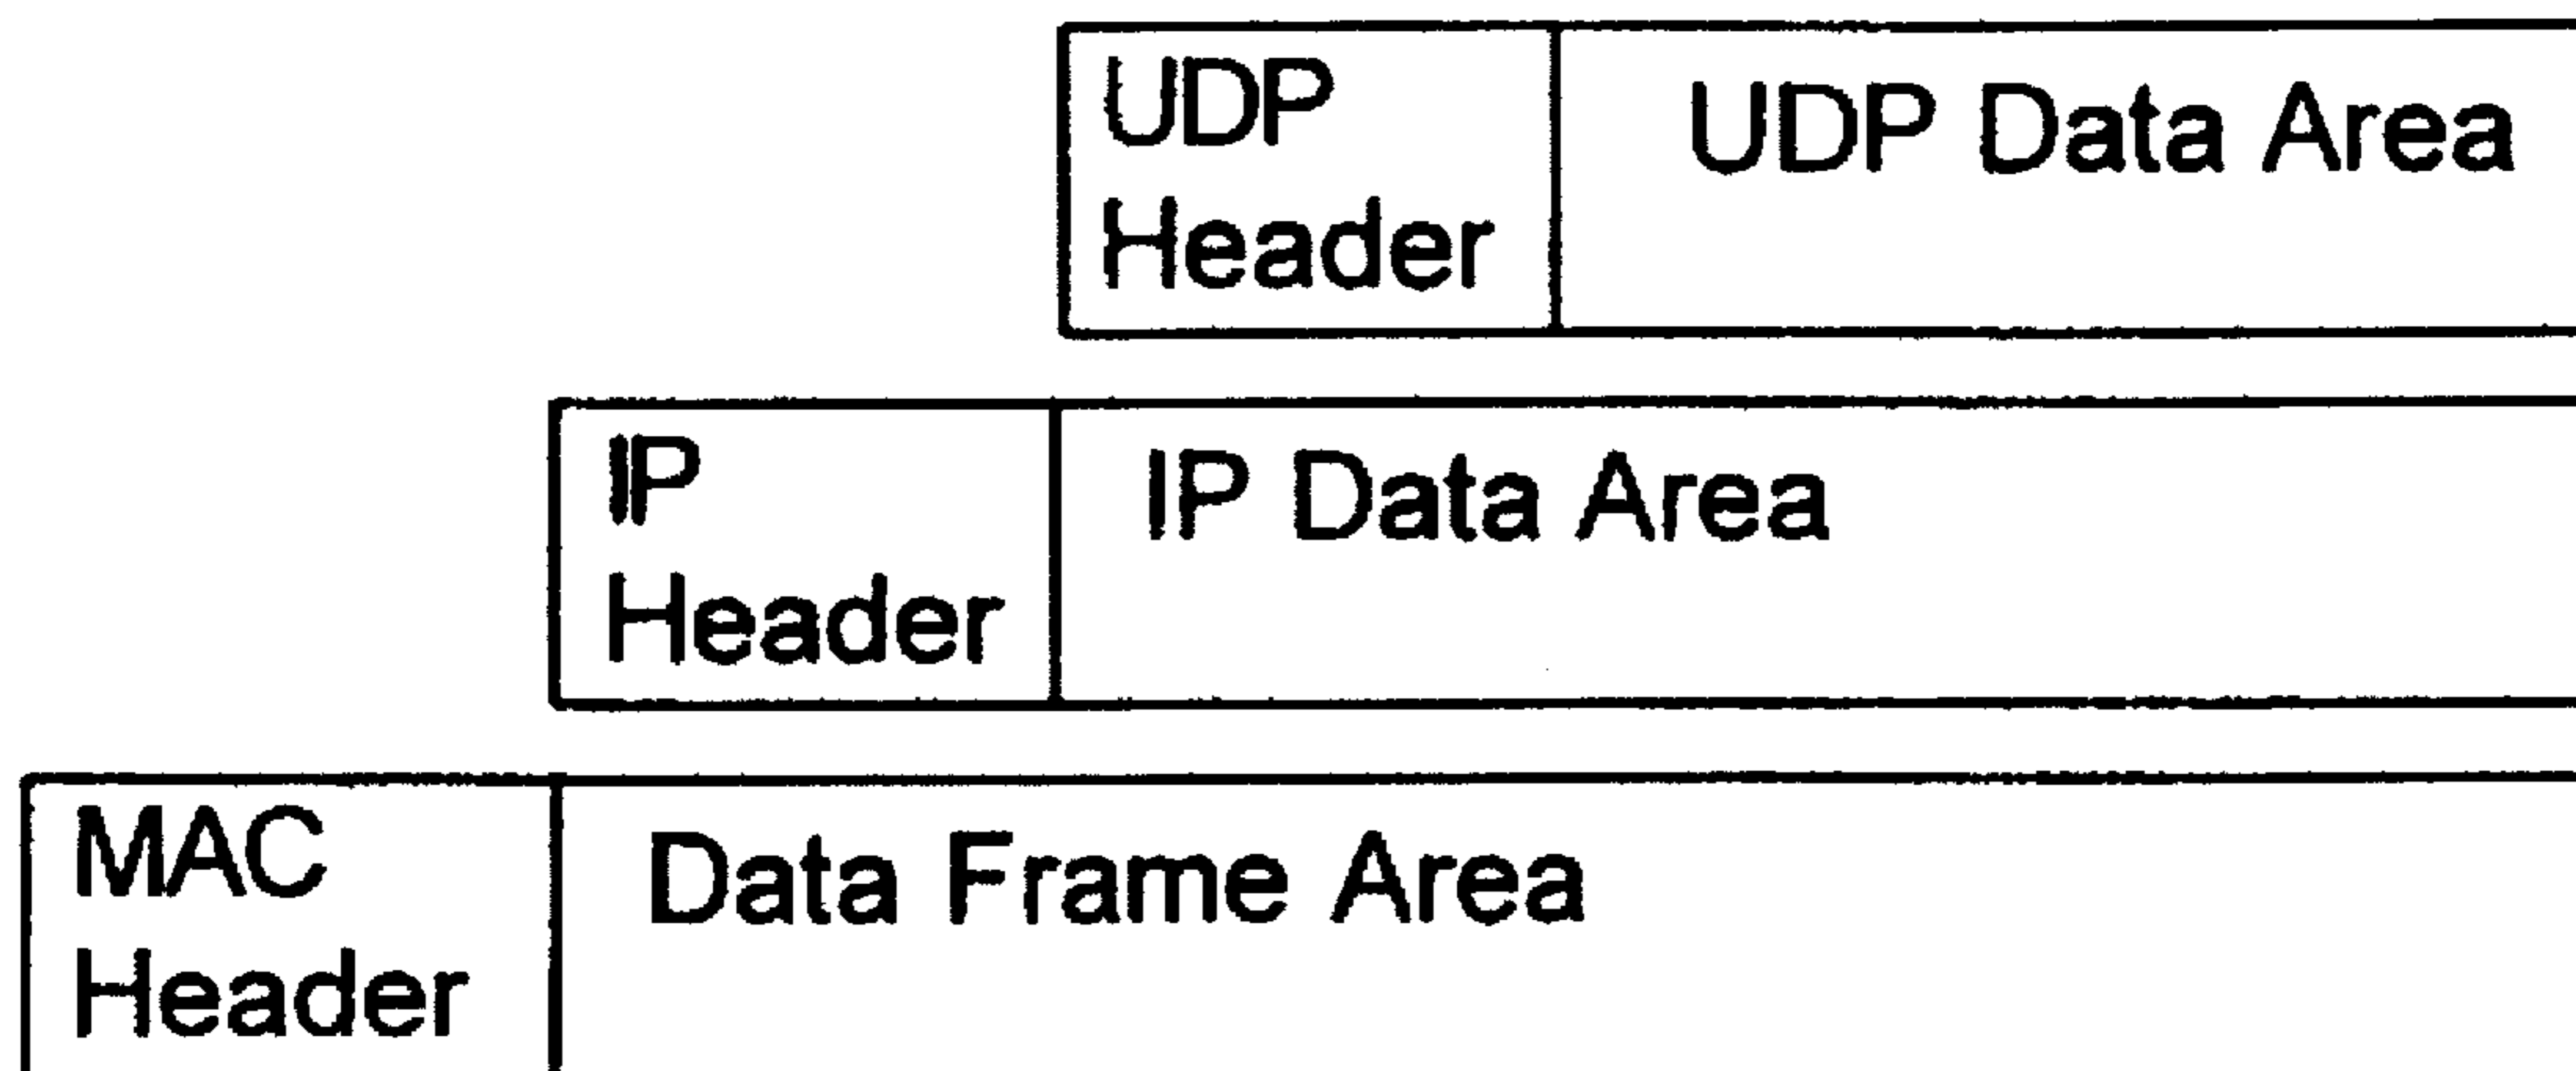 UDP
Header
UDP Data Area
IP
Header
IP Data Area
MAC
Header
Data Frame Area